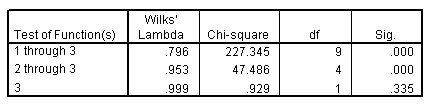 Test of Function(s) Wilks' Lambda Chi-square df Sig.
1 through 3 .796 227.345 9 .000
2 through 3 .953 47.486 4 .000
3 .999 .929 1 .335